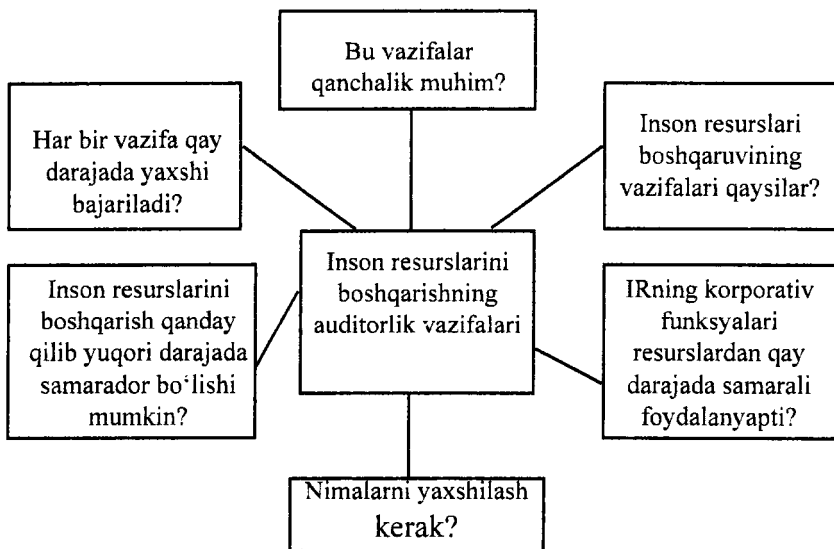 Bu vazifalar
qanchalik muhim?
Har bir vazifa qay
darajada yaxshi
bajariladi?
Inson resurslari
boshqaruvining
vazifalari qaysilar?
Inson resurslarini
boshqarishning
auditorlik vazifalari
Inson resurslarini
boshqarish qanday
qilib yuqori darajada
samarador bo‘lishi
mumkin?
IRning korporativ
funksyalari
resurslardan qay
darajada samarali
foydalanyapti?
Nimalarni yaxshilash
kerak?